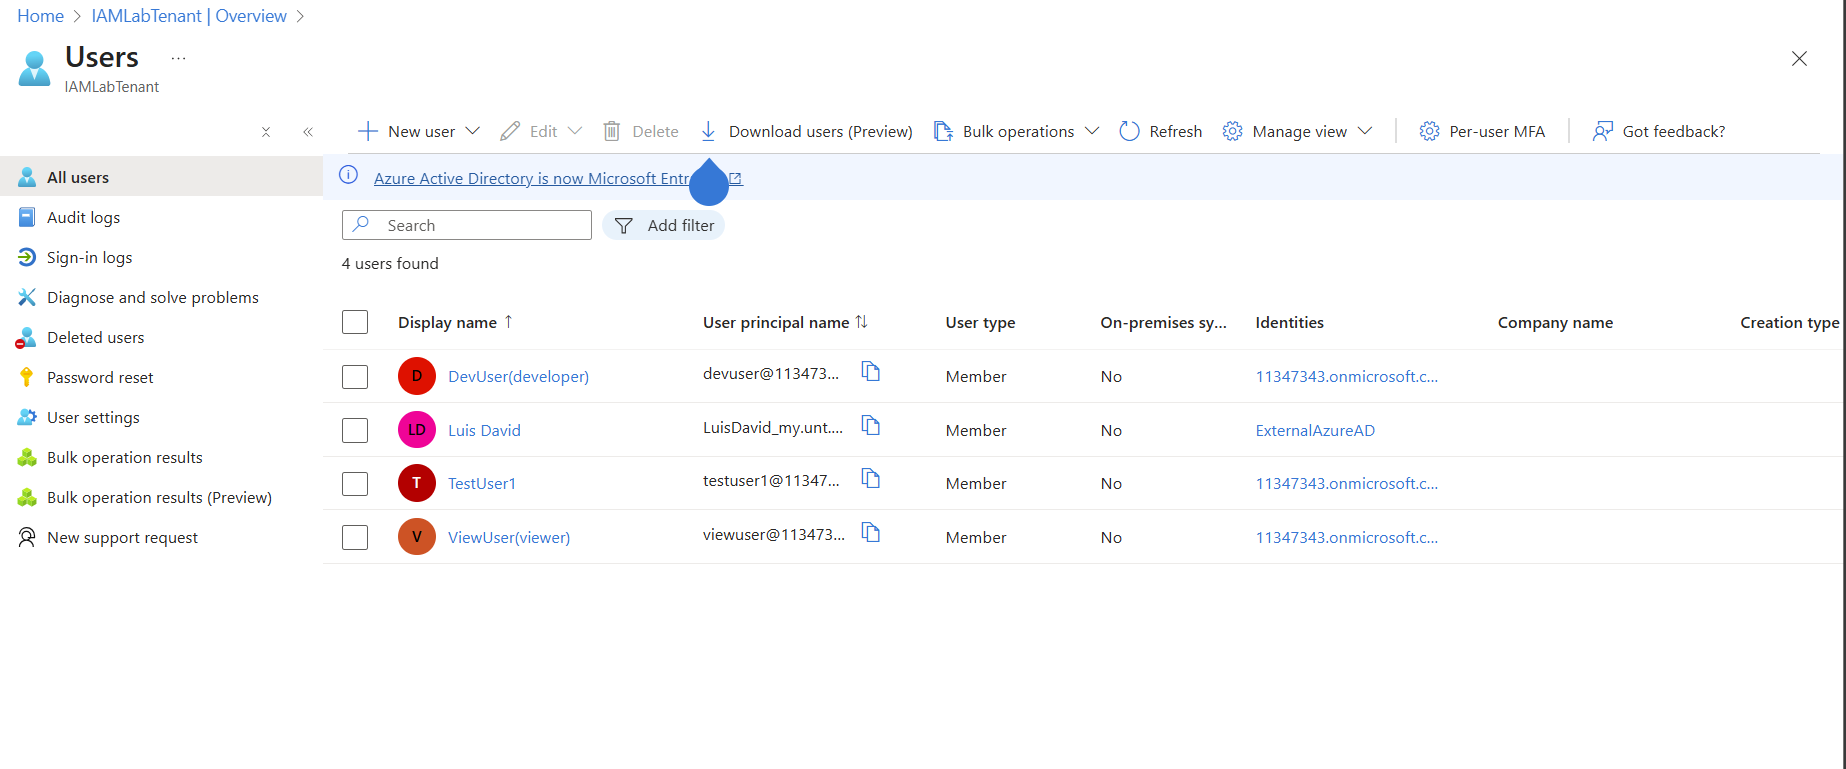 Home > IAMLabTenant | Overview >
Users ...
IAMLabTenant
New user Edit Delete Download users (Preview) Bulk operations Refresh Manage view Per-user MFA Got feedback?
All users
Audit logs
Sign-in logs
Diagnose and solve problems
Deleted users
Password reset
User settings
Bulk operation results
Bulk operation results (Preview)
New support request
Azure Active Directory is now Microsoft Entr
Search Add filter
4 users found
Display name ↑ User principal name ↑↓ User type On-premises sy... Identities Company name Creation type
D DevUser(developer) devuser@113473... Member No 11347343.onmicrosoft.c...
LD Luis David LuisDavid_my.unt.... Member No ExternalAzureAD
T TestUser1 testuser1@11347... Member No 11347343.onmicrosoft.c...
V ViewUser(viewer) viewuser@113473... Member No 11347343.onmicrosoft.c...